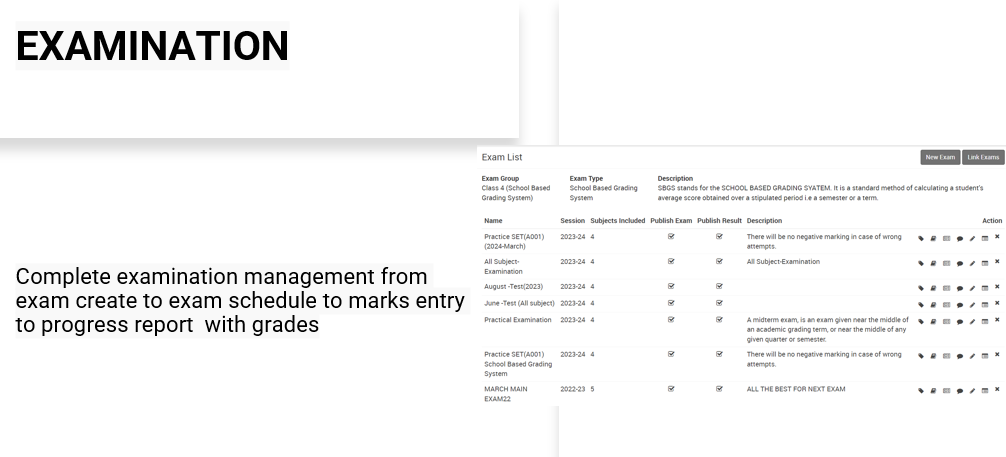 EXAMINATION
Complete examination management from
exam create to exam schedule to marks entry
to progress report with grades
Exam List
New Exam Link Exams
Exam Group Exam Type Description
Class 4 (School Based School Based Grading SBGS stands for the SCHOOL BASED GRADING SYATEM. It is a standard method of calculating a student's
Grading System) System average score obtained over a stipulated period i.e a semester or a term.
Name Session Subjects Included Publish Exam Publish Result Description Action
Practice SET(A001) 2023-24 4 There will be no negative marking in case of wrong
(2024-March) attempts.
All Subject- 2023-24 4 All Subject-Examination
Examination
August -Test(2023) 2023-24 4
June -Test (All subject) 2023-24 4
Practical Examination 2023-24 4 A midterm exam, is an exam given near the middle of
an academic grading term, or near the middle of any
given quarter or semester.
Practice SET(A001) 2023-24 4 There will be no negative marking in case of wrong
School Based Grading attempts.
System
MARCH MAIN 2022-23 5 ALL THE BEST FOR NEXT EXAM
EXAM22